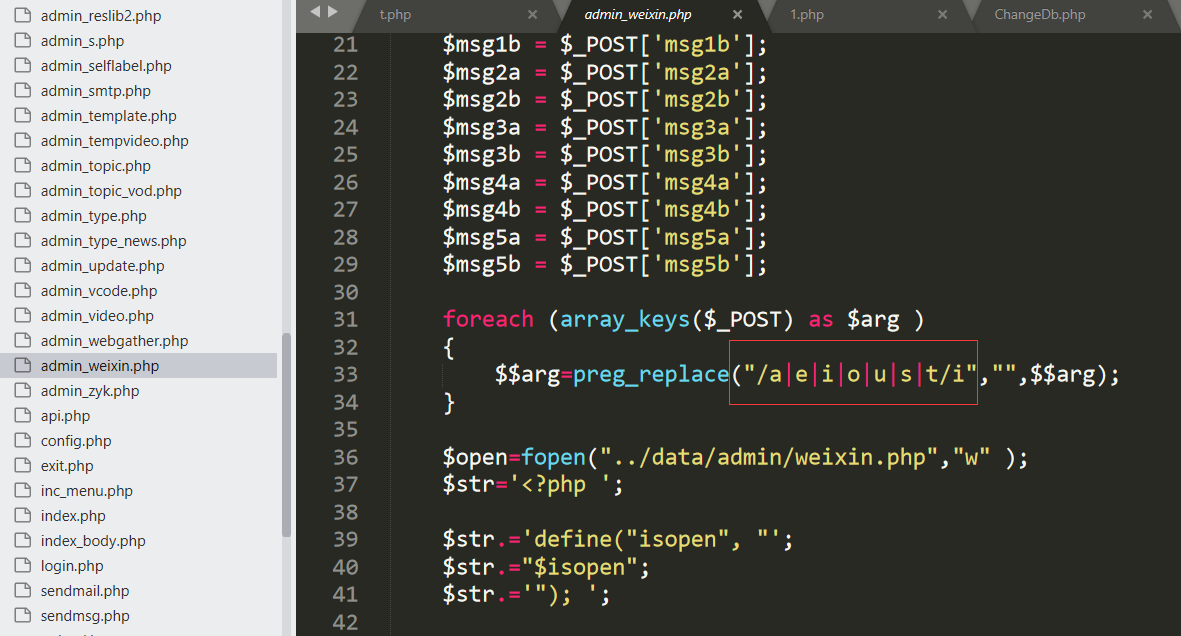 admin_reslib2.php
admin_s.php
admin_selflabel.php
admin_smtp.php
admin_template.php
admin_tempvideo.php
admin_topic.php
admin_topic_vod.php
admin_type.php
admin_type_news.php
admin_update.php
admin_vcode.php
admin_video.php
admin_webgather.php
admin_weixin.php
admin_zyk.php
api.php
config.php
exit.php
inc_menu.php
index.php
index_body.php
login.php
sendmail.php
sendmsg.php
t.php × admin_weixin.php × 1.php × ChangeDb.php ×
21 $msg1b = $_POST['msg1b'];
22 $msg2a = $_POST['msg2a'];
23 $msg2b = $_POST['msg2b'];
24 $msg3a = $_POST['msg3a'];
25 $msg3b = $_POST['msg3b'];
26 $msg4a = $_POST['msg4a'];
27 $msg4b = $_POST['msg4b'];
28 $msg5a = $_POST['msg5a'];
29 $msg5b = $_POST['msg5b'];
30
31 foreach (array_keys($_POST) as $arg )
32 {
33 $$arg=preg_replace("/a|e|i|o|u|s|t/i","",$$arg);
34 }
35
36 $open=fopen("../data/admin/weixin.php","w" );
37 $str='<?php ';
38
39 $str.='define("isopen", "';
40 $str.="$isopen";
41 $str.='"); ';
42